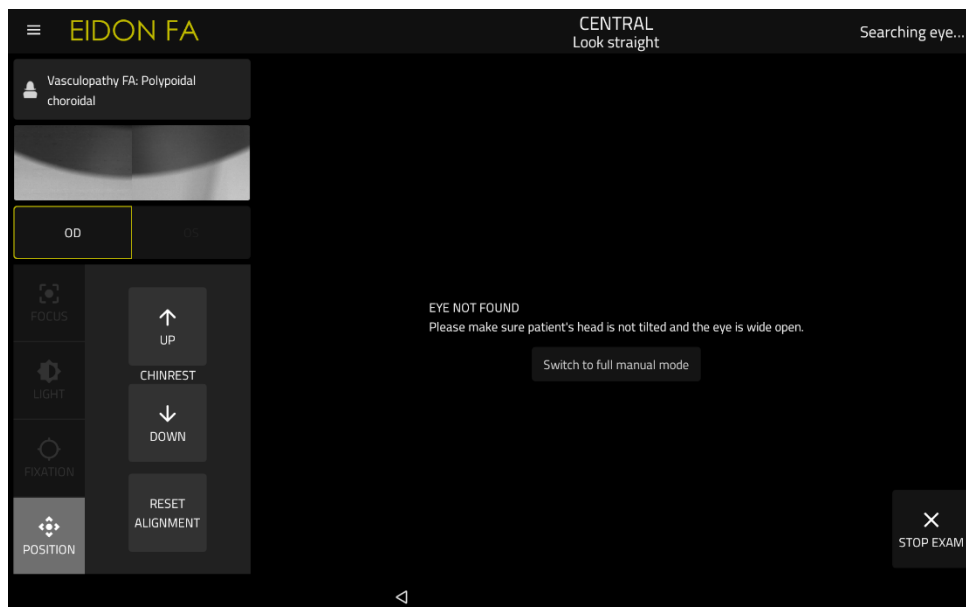 EIDON FA
CENTRAL
Look straight
Searching eye...
Vasculopathy FA: Polypoidal
choroidal
OD
OS
FOCUS
LIGHT
FIXATION
POSITION
UP
CHINREST
DOWN
RESET
ALIGNMENT
EYE NOT FOUND
Please make sure patient's head is not tilted and the eye is wide open.
Switch to full manual mode
STOP EXAM